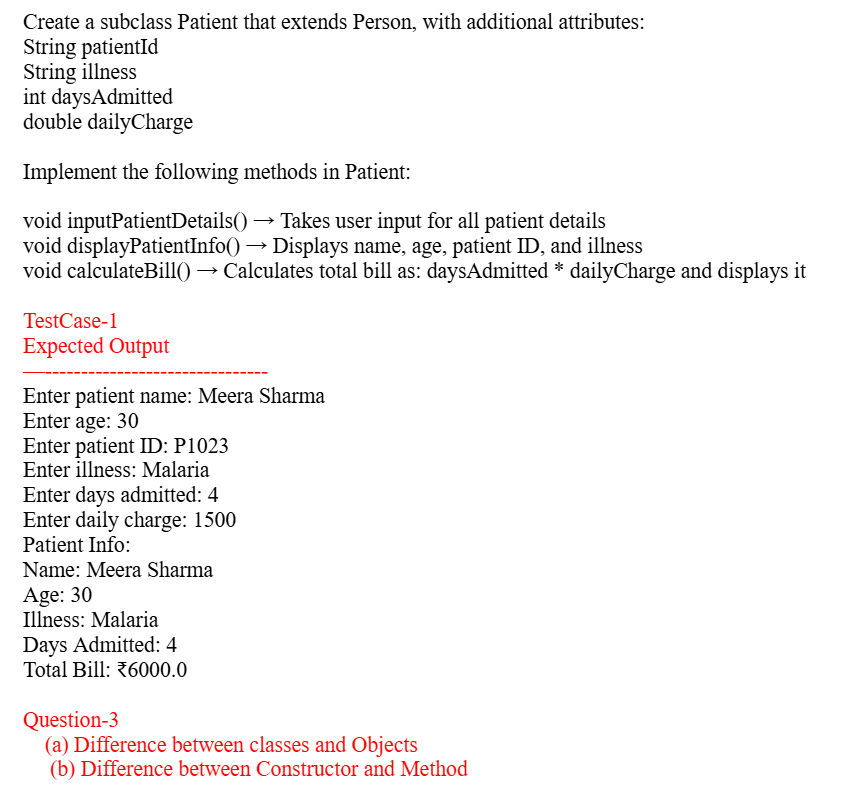 Create a subclass Patient that extends Person, with additional attributes:
String patientId
String illness
int daysAdmitted
double dailyCharge
Implement the following methods in Patient:
void inputPatientDetails() → Takes user input for all patient details
void displayPatientInfo() → Displays name, age, patient ID, and illness
void calculateBill() → Calculates total bill as: daysAdmitted * dailyCharge and displays it
TestCase-1
Expected Output
—-------------------------------
Enter patient name: Meera Sharma
Enter age: 30
Enter patient ID: P1023
Enter illness: Malaria
Enter days admitted: 4
Enter daily charge: 1500
Patient Info:
Name: Meera Sharma
Age: 30
Illness: Malaria
Days Admitted: 4
Total Bill: ₹6000.0
Question-3
(a) Difference between classes and Objects
(b) Difference between Constructor and Method